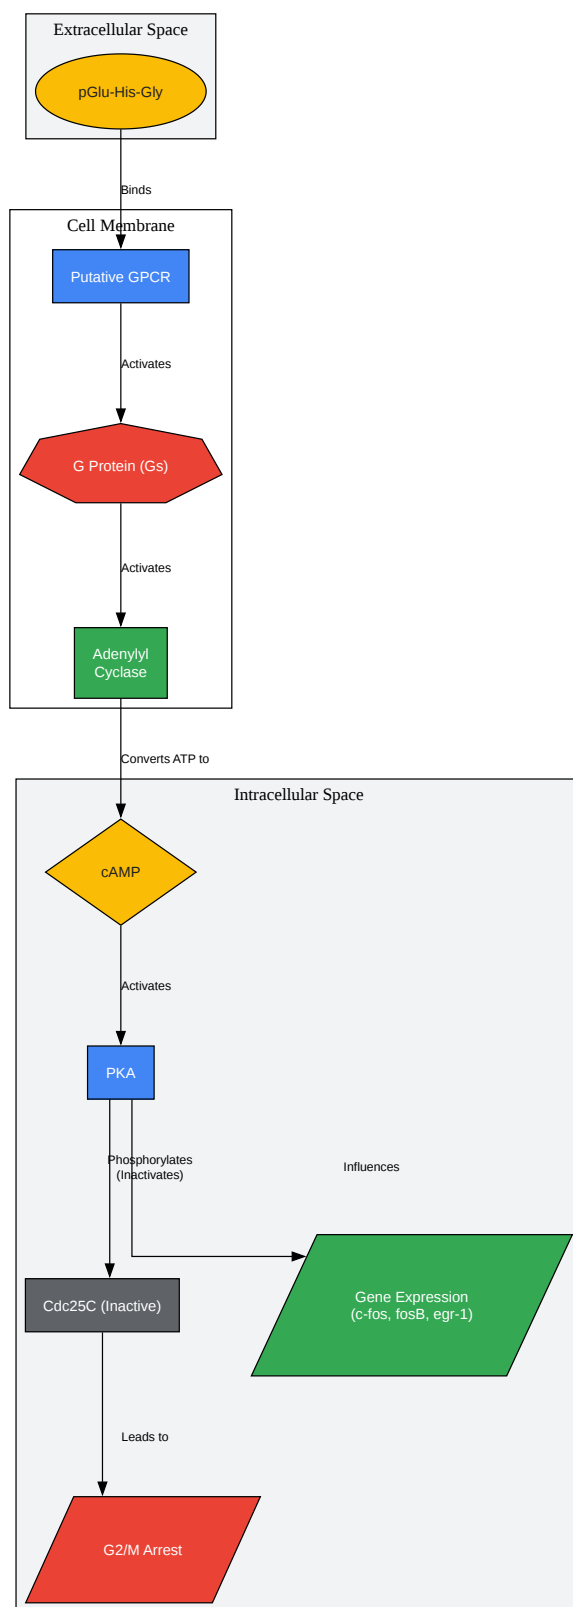 Extracellular Space
pGlu-His-Gly
Binds
Cell Membrane
Putative GPCR
Activates
G Protein (Gs)
Activates
Adenylyl
Cyclase
Converts ATP to
Intracellular Space
cAMP
Activates
PKA
Phosphorylates
(Inactivates)
Influences
Cdc25C (Inactive)
Gene Expression
(c-fos, fosB, egr-1)
Leads to
G2/M Arrest